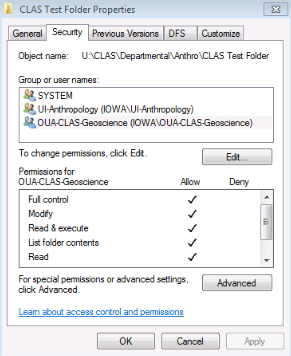 CLAS Test Folder Properties
General Security Previous Versions DFS Customize
Object name: U:\CLAS\Departmental\Anthro\CLAS Test Folder
Group or user names:
SYSTEM
UI-Anthropology (IOWA\UI-Anthropology)
OUA-CLAS-Geoscience (IOWA\OUA-CLAS-Geoscience)
To change permissions, click Edit. Edit...
Permissions for
OUA-CLAS-Geoscience Allow Deny
Full control
Modify
Read & execute
List folder contents
Read
For special permissions or advanced settings,
click Advanced. Advanced
Learn about access control and permissions
OK Cancel Apply